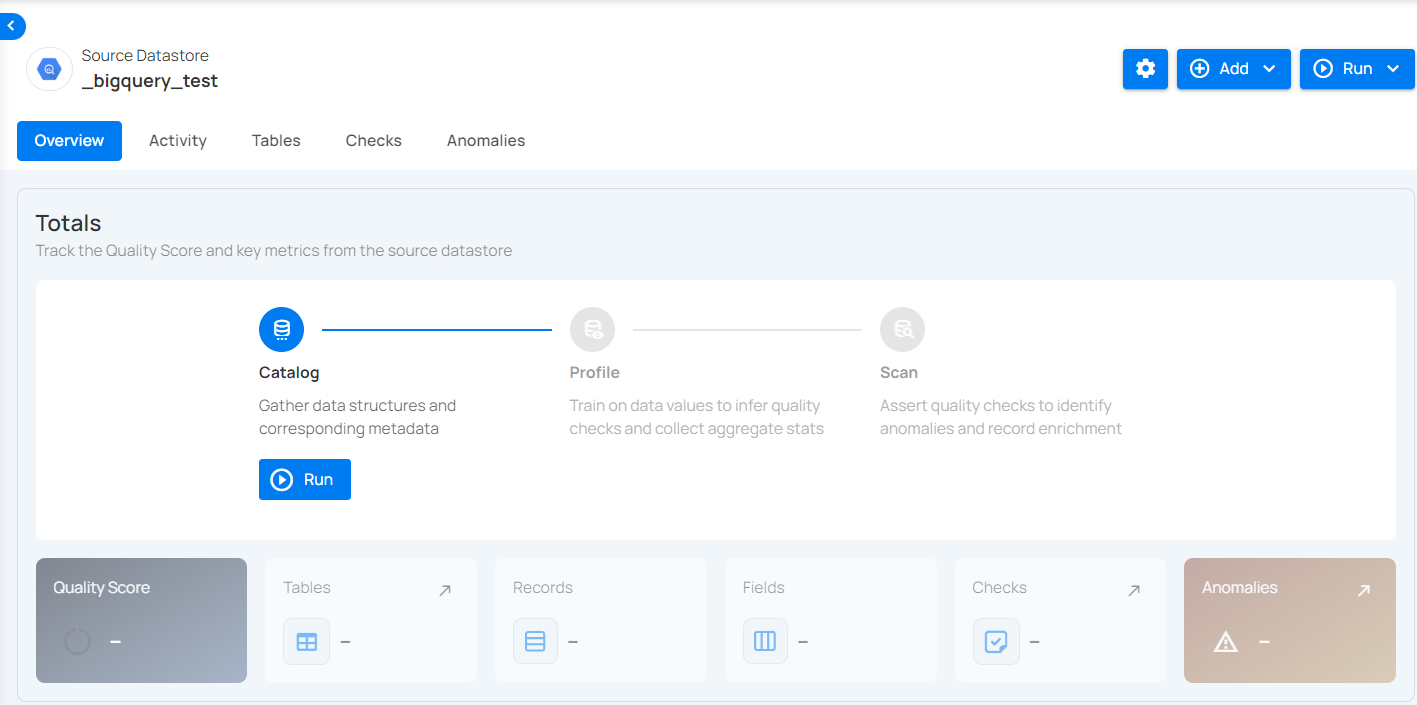 Source Datastore
_bigquery_test
Add
Run
Overview
Activity
Tables
Checks
Anomalies
Totals
Track the Quality Score and key metrics from the source datastore
Catalog
Gather data structures and
corresponding metadata
Run
Profile
Train on data values to infer quality
checks and collect aggregate stats
Scan
Assert quality checks to identify
anomalies and record enrichment
Quality Score
–
Tables
–
Records
–
Fields
–
Checks
–
Anomalies
–